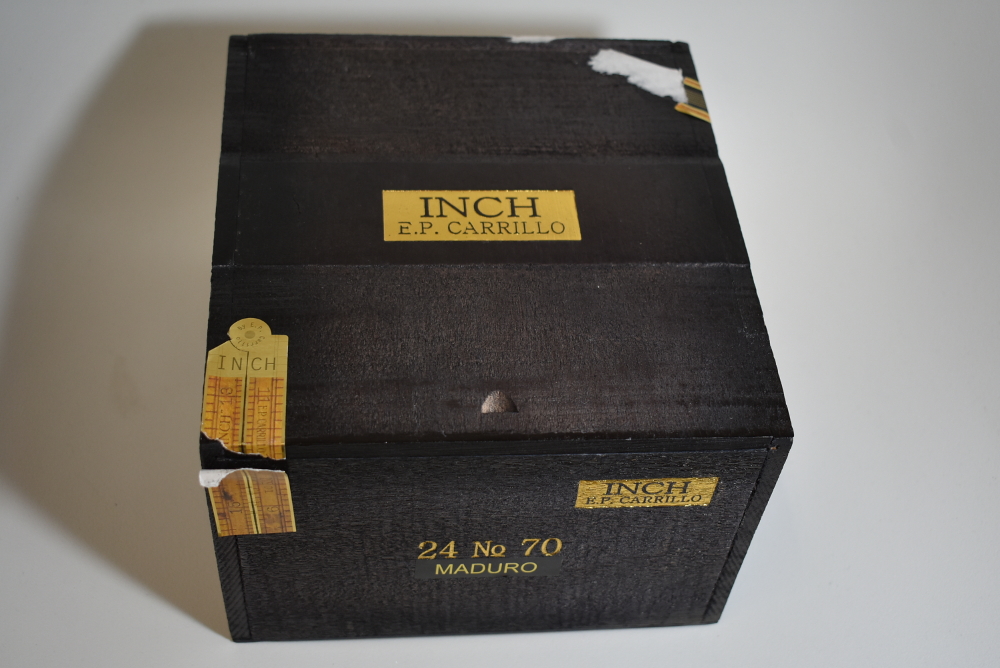 INCH
E.P. CARRILLO
INCH
INCH
E.P. CARRILLO
24 No 70
MADURO